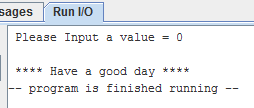 sages
Run I/O
Please Input a value = 0
**** Have a good day ****
-- program is finished running --